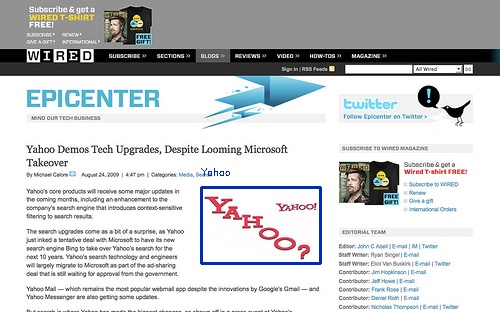 Subscribe & get a
WIRED T-SHIRT
FREE!
SUBSCRIBE
RENEW
GIVE A GIFT
INTERNATIONAL
FREE GIFT!
WIRED
SUBSCRIBE
SECTIONS
BLOGS
REVIEWS
VIDEO
HOW-TOS
MAGAZINE
Sign In | RSS Feeds
All Wired
GO
EPICENTER
MIND OUR TECH BUSINESS
Yahoo Demos Tech Upgrades, Despite Looming Microsoft
Takeover
By Michael Calore
August 24, 2009 | 4:47 pm | Categories: Media,
Yahoo
Yahoo's core products will receive some major updates in
the coming months, including an enhancement to the
company's search engine that introduces context-sensitive
filtering to search results.
YAHOO?
YAHOO!
The search upgrades come as a bit of a surprise, as Yahoo
just inked a tentative deal with Microsoft to have its new
search engine Bing to take over Yahoo's search for the
next 10 years. Yahoo's search technology and engineers
will largely migrate to Microsoft as part of the ad-sharing
deal that is still waiting for approval from the government.
Yahoo Mail — which remains the most popular webmail app despite the innovations by Google's Gmail — and
Yahoo Messenger are also getting some updates.
twitter
Follow Epicenter on Twitter >
SUBSCRIBE TO WIRED MAGAZINE
Subscribe & get a
Wired T-shirt FREE!
FREE GIFT!
Subscribe to WIRED
Renew
Give a gift
International Orders
EDITORIAL TEAM
Editor: John C Abell | E-mail | IM | Twitter
Staff Writer: Ryan Singel | E-mail
Staff Writer: Eliot Van Buskirk | E-mail | Twitter
Contributor: Jim Hopkinson | E-mail
Contributor: Jeff Howe | E-mail
Contributor: Frank Rose | E-mail
Contributor: Daniel Roth | E-mail
Contributor: Nicholas Thompson | E-mail | Twitter